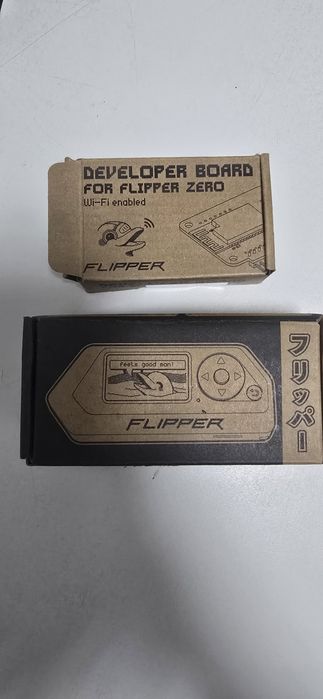 DEVELOPER BOARD
FOR FLIPPER ZERO
Wi-Fi enabled
FLIPPER
Feels good man!
FLIPPER
フリッパー